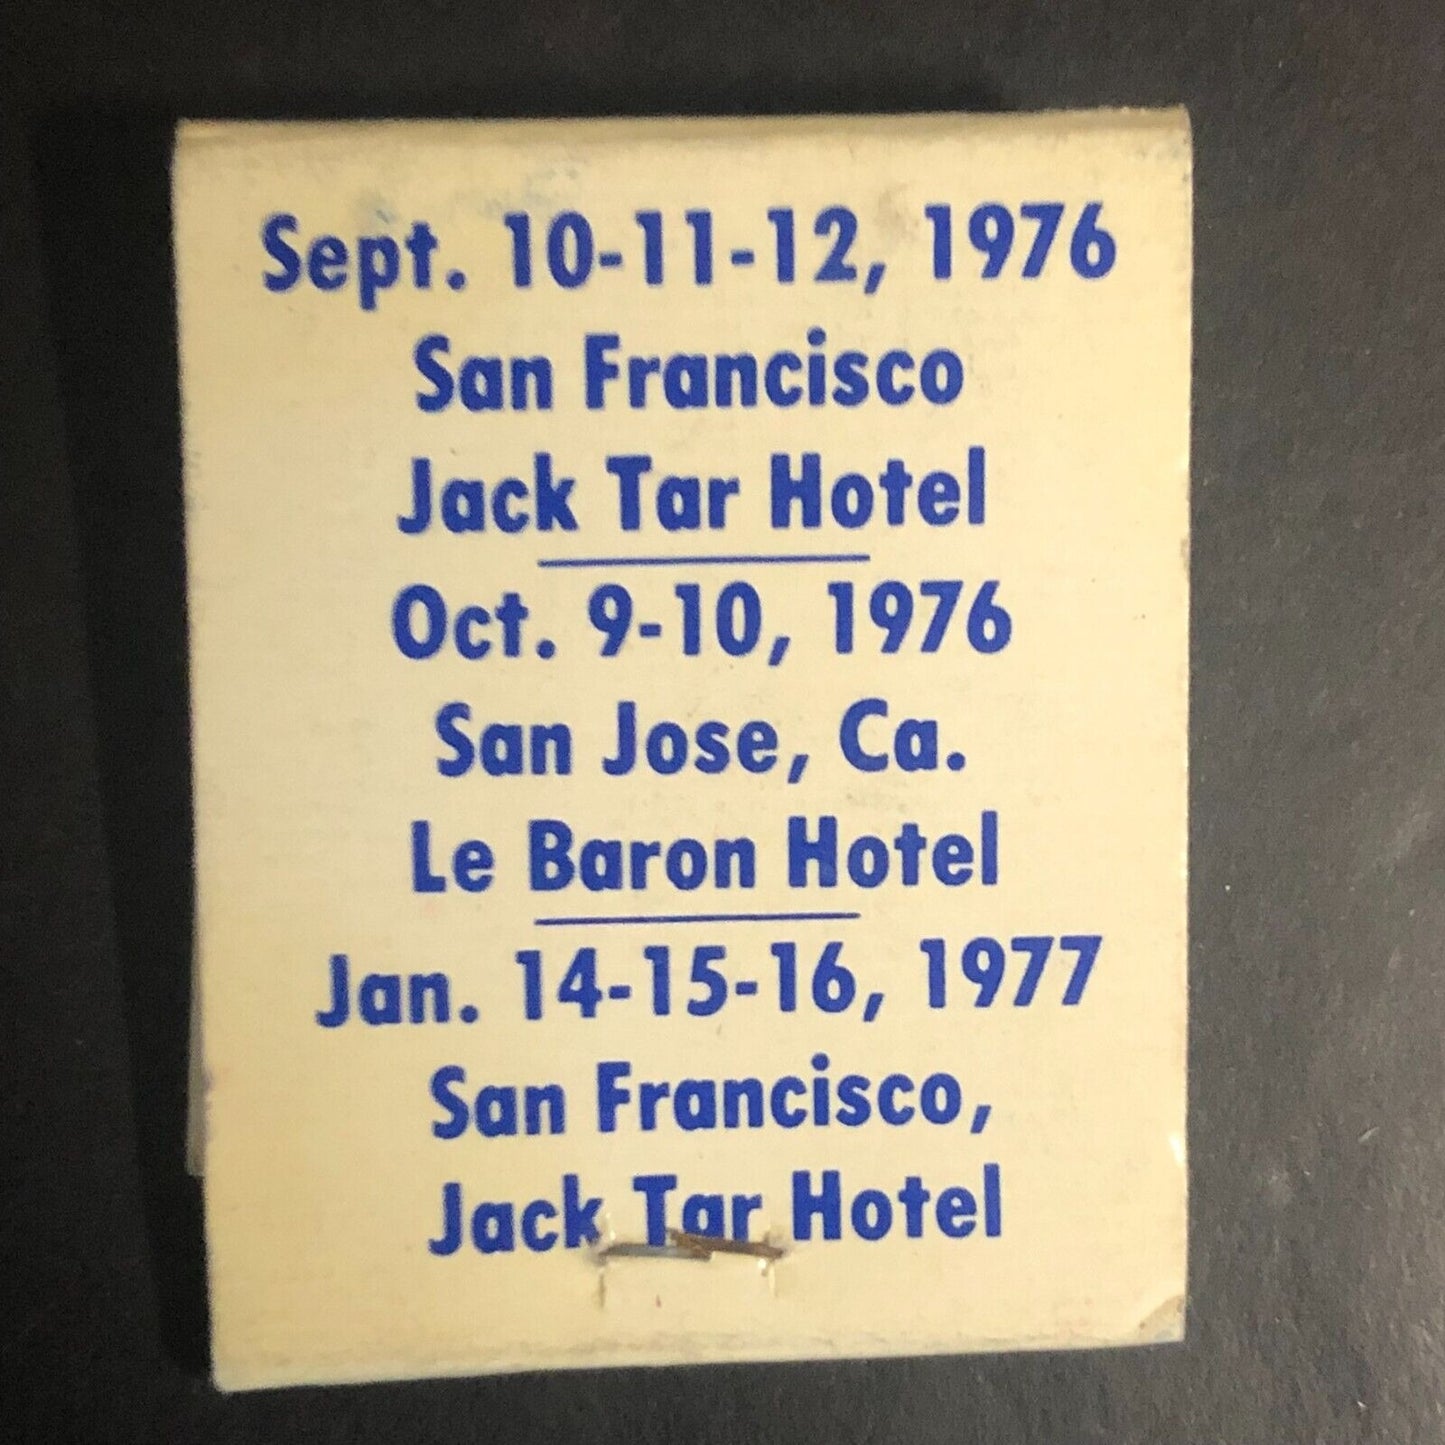 Sept. 10-11-12, 1976
San Francisco
Jack Tar Hotel
Oct. 9-10, 1976
San Jose, Ca.
Le Baron Hotel
Jan. 14-15-16, 1977
San Francisco,
Jack Tar Hotel